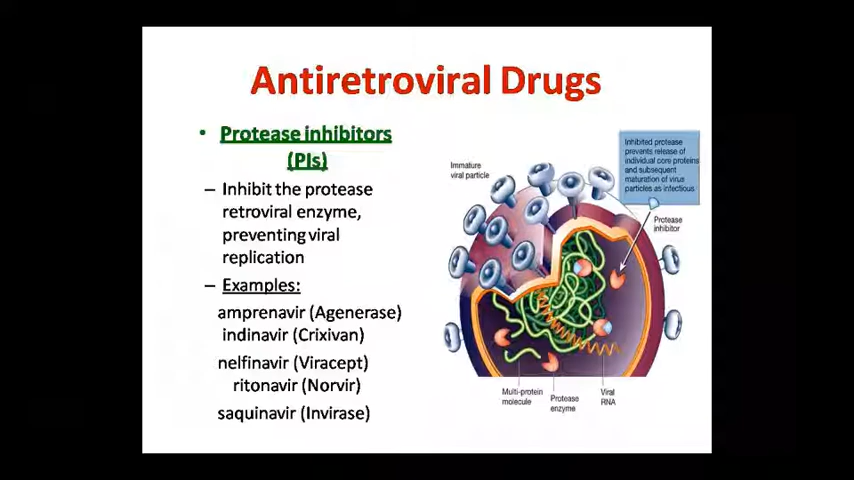 Antiretroviral Drugs
• Protease inhibitors
(PIs)
– Inhibit the protease
retroviral enzyme,
preventing viral
replication
– Examples:
amprenavir (Agenerase)
indinavir (Crixivan)
nelfinavir (Viracept)
ritonavir (Norvir)
saquinavir (Invirase)
Immature
viral particle
Inhibited protease
prevents release of
individual core proteins
and subsequent
maturation of virus
particles as infectious
Protease
inhibitor
Multi-protein
molecule
Protease
enzyme
Viral
RNA